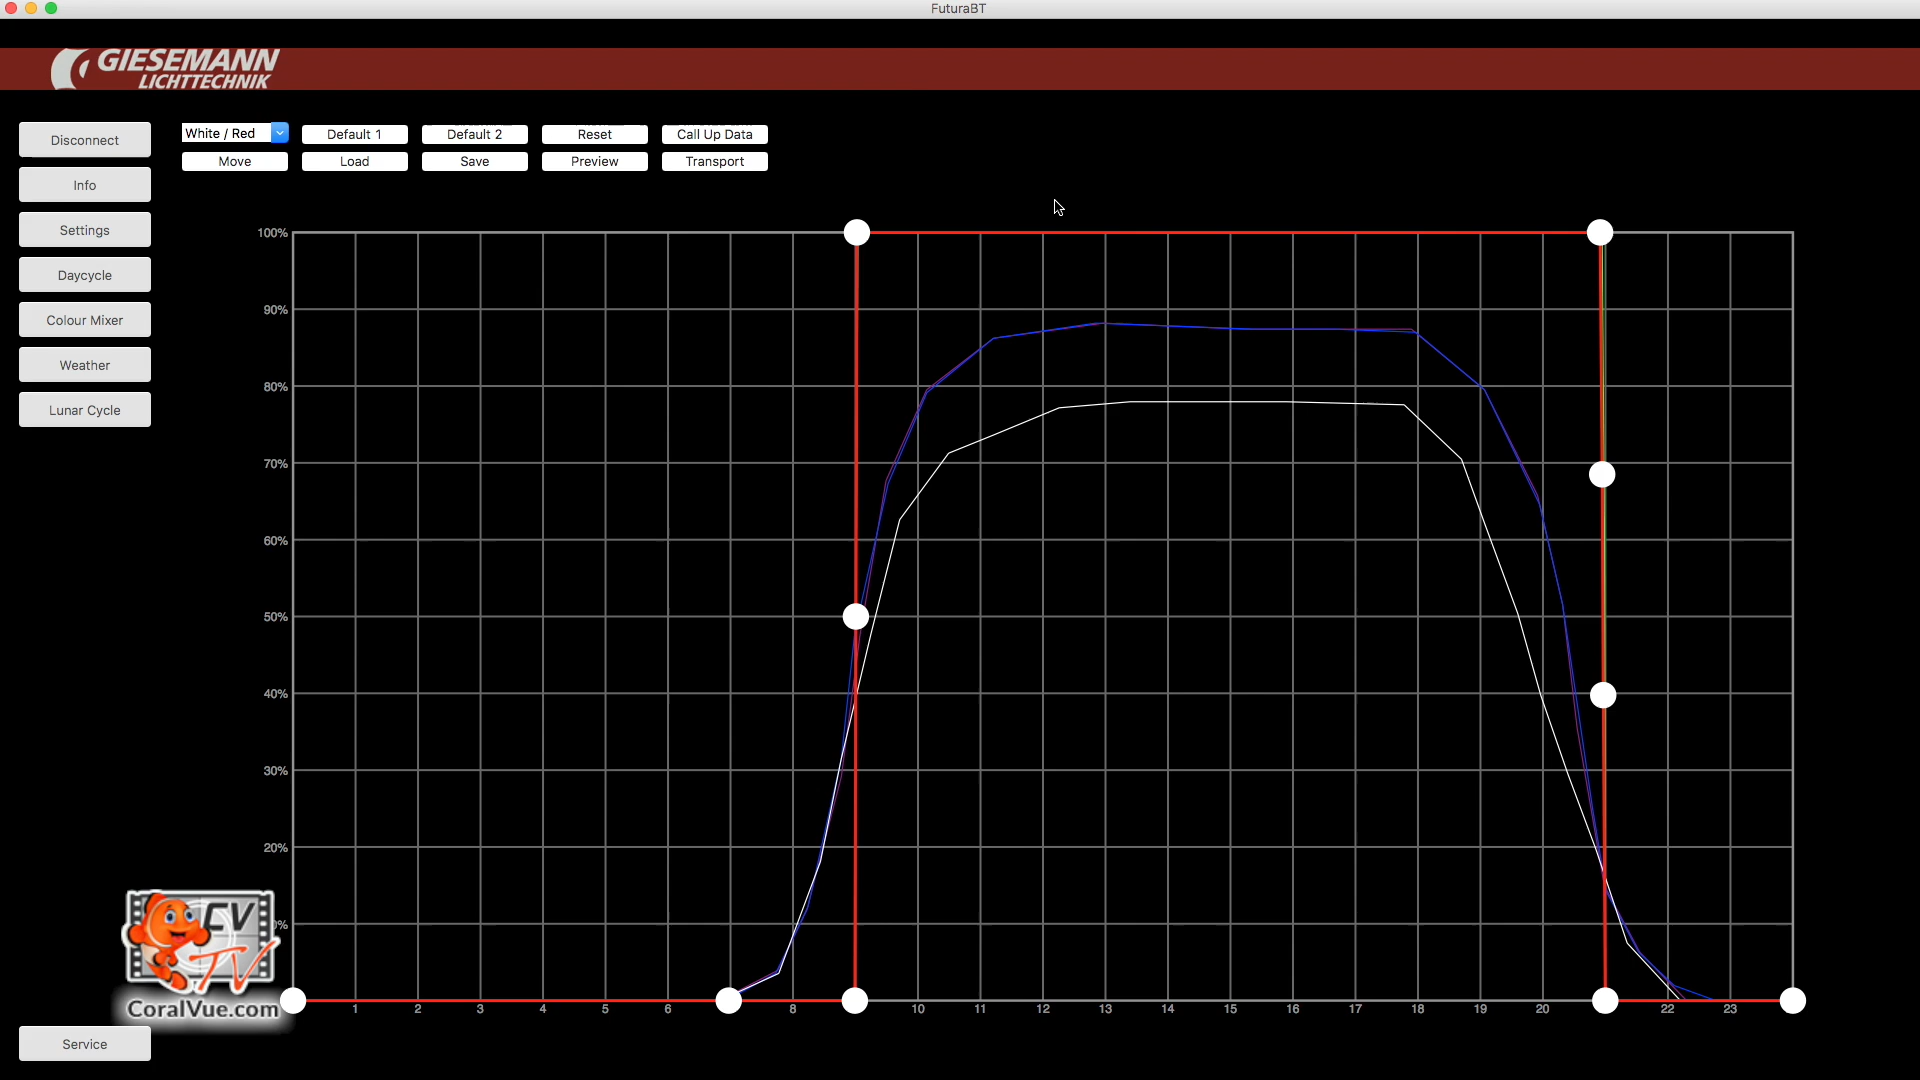 FuturaBT
GIESEMANN
LICHTTECHNIK
Disconnect
Info
Settings
Daycycle
Colour Mixer
Weather
Lunar Cycle
White / Red
Default 1
Default 2
Reset
Call Up Data
Move
Load
Save
Preview
Transport
100%
90%
80%
70%
60%
50%
40%
30%
20%
0%
1 2 3 4 5 6 8 10 11 12 13 14 15 16 17 18 19 20 22 23
CV
TV
CoralVue.com
Service